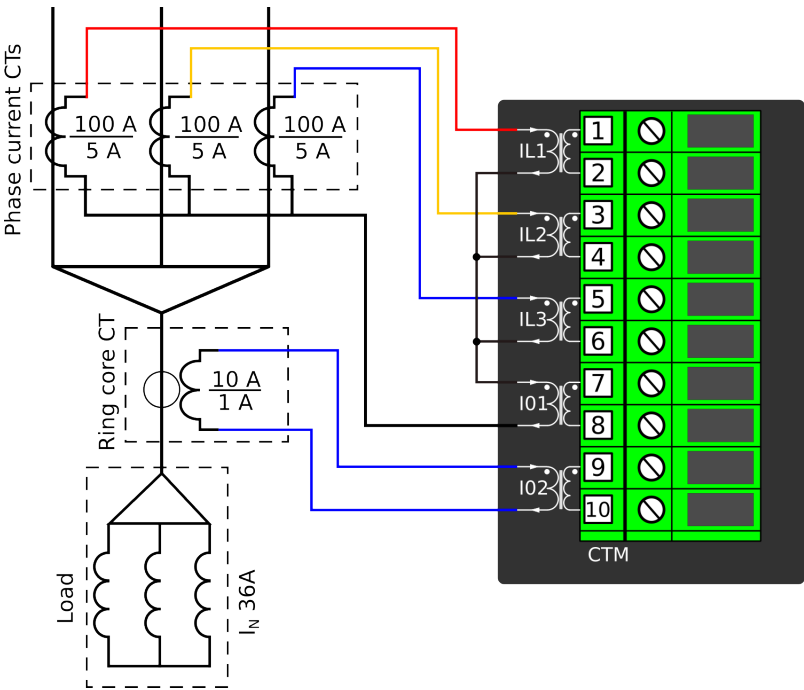 Phase current CTs
100 A
5 A
100 A
5 A
100 A
5 A
IL1
1
2
IL2
3
4
IL3
5
6
I01
7
8
I02
9
10
CTM
Ring core CT
10 A
1 A
Load
IN 36A